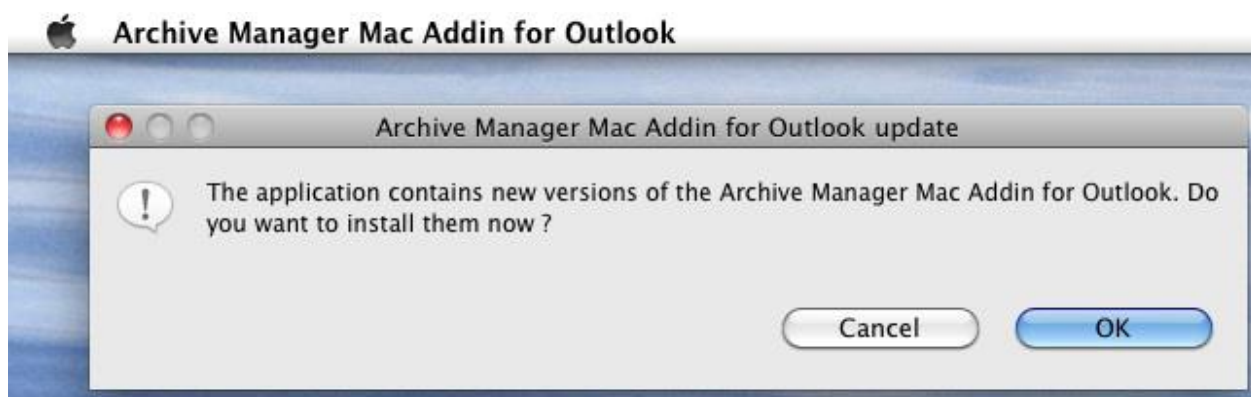 Archive Manager Mac Addin for Outlook
Archive Manager Mac Addin for Outlook update
The application contains new versions of the Archive Manager Mac Addin for Outlook. Do
you want to install them now ?
Cancel
OK